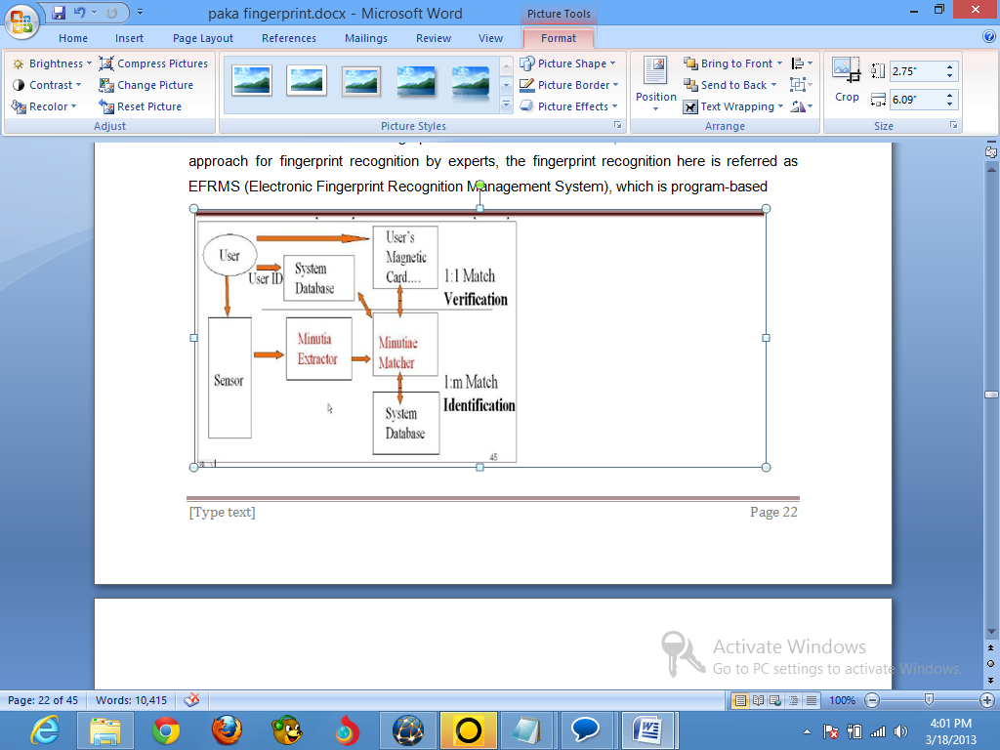 paka fingerprint.docx - Microsoft Word
Picture Tools
Home Insert Page Layout References Mailings Review View Format
Brightness
Contrast
Recolor
Compress Pictures
Change Picture
Reset Picture
Adjust
Picture Styles
Picture Shape
Picture Border
Picture Effects
Position
Bring to Front
Send to Back
Text Wrapping
Arrange
Crop
2.75"
6.09"
Size
approach for fingerprint recognition by experts, the fingerprint recognition here is referred as
EFRMS (Electronic Fingerprint Recognition Management System), which is program-based
User
User ID
System
Database
User's
Magnetic
Card....
1:1 Match
Verification
Sensor
Minutia
Extractor
Minutiae
Matcher
1:m Match
Identification
System
Database
45
[Type text]
Page 22
Activate Windows
Go to PC settings to activate Windows.
Page: 22 of 45
Words: 10,415
100%
4:01 PM
3/18/2013